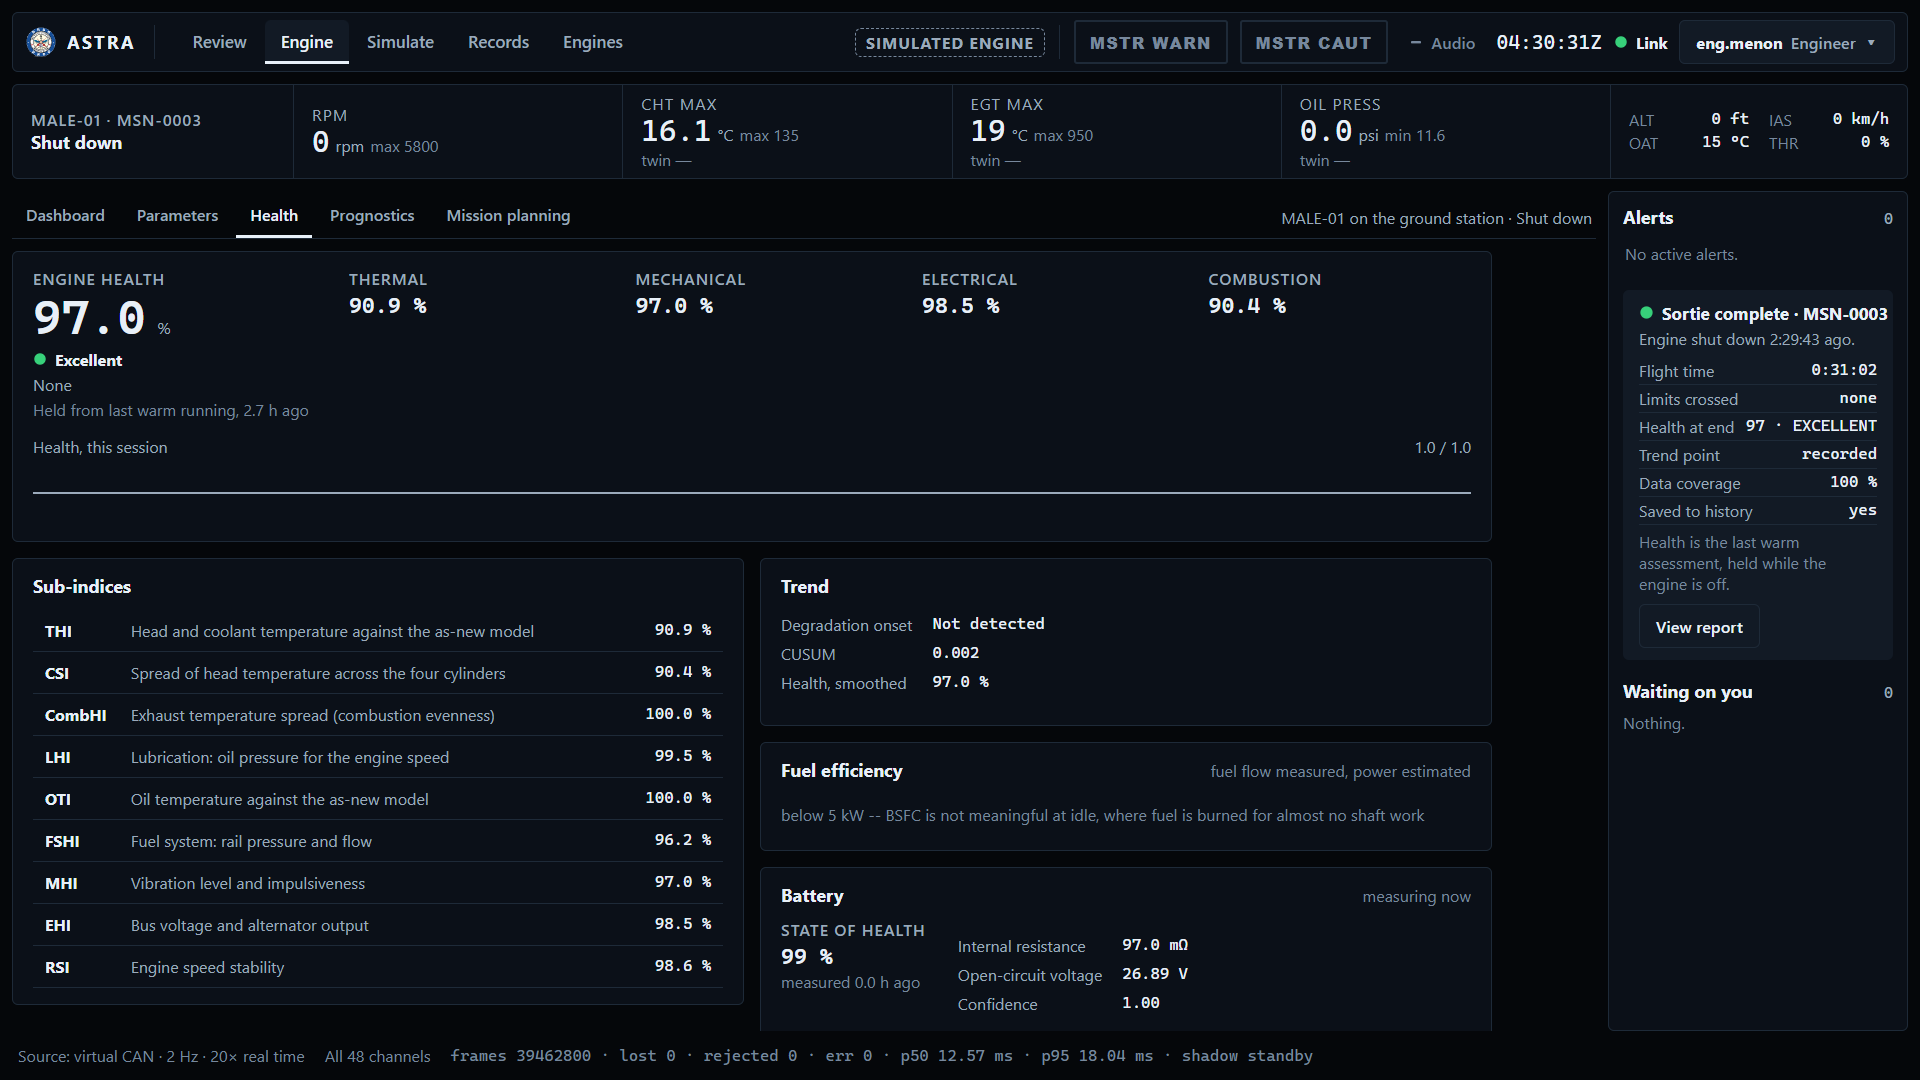 ASTRA
Review Engine Simulate Records Engines
SIMULATED ENGINE MSTR WARN MSTR CAUT — Audio 04:30:31Z Link eng.menon Engineer
MALE-01 · MSN-0003
Shut down
RPM
0 rpm max 5800
CHT MAX
16.1 °C max 135
twin —
EGT MAX
19 °C max 950
twin —
OIL PRESS
0.0 psi min 11.6
twin —
ALT 0 ft IAS 0 km/h
OAT 15 °C THR 0 %
Dashboard Parameters Health Prognostics Mission planning
MALE-01 on the ground station · Shut down
ENGINE HEALTH
97.0 %
Excellent
None
Held from last warm running, 2.7 h ago
THERMAL
90.9 %
MECHANICAL
97.0 %
ELECTRICAL
98.5 %
COMBUSTION
90.4 %
Health, this session 1.0 / 1.0
Sub-indices
THI Head and coolant temperature against the as-new model 90.9 %
CSI Spread of head temperature across the four cylinders 90.4 %
CombHI Exhaust temperature spread (combustion evenness) 100.0 %
LHI Lubrication: oil pressure for the engine speed 99.5 %
OTI Oil temperature against the as-new model 100.0 %
FSHI Fuel system: rail pressure and flow 96.2 %
MHI Vibration level and impulsiveness 97.0 %
EHI Bus voltage and alternator output 98.5 %
RSI Engine speed stability 98.6 %
Trend
Degradation onset Not detected
CUSUM 0.002
Health, smoothed 97.0 %
Fuel efficiency fuel flow measured, power estimated
below 5 kW -- BSFC is not meaningful at idle, where fuel is burned for almost no shaft work
Battery measuring now
STATE OF HEALTH
99 %
measured 0.0 h ago
Internal resistance 97.0 mΩ
Open-circuit voltage 26.89 V
Confidence 1.00
Alerts 0
No active alerts.
Sortie complete · MSN-0003
Engine shut down 2:29:43 ago.
Flight time 0:31:02
Limits crossed none
Health at end 97 · EXCELLENT
Trend point recorded
Data coverage 100 %
Saved to history yes
Health is the last warm
assessment, held while the
engine is off.
View report
Waiting on you 0
Nothing.
Source: virtual CAN · 2 Hz · 20× real time All 48 channels frames 39462800 · lost 0 · rejected 0 · err 0 · p50 12.57 ms · p95 18.04 ms · shadow standby